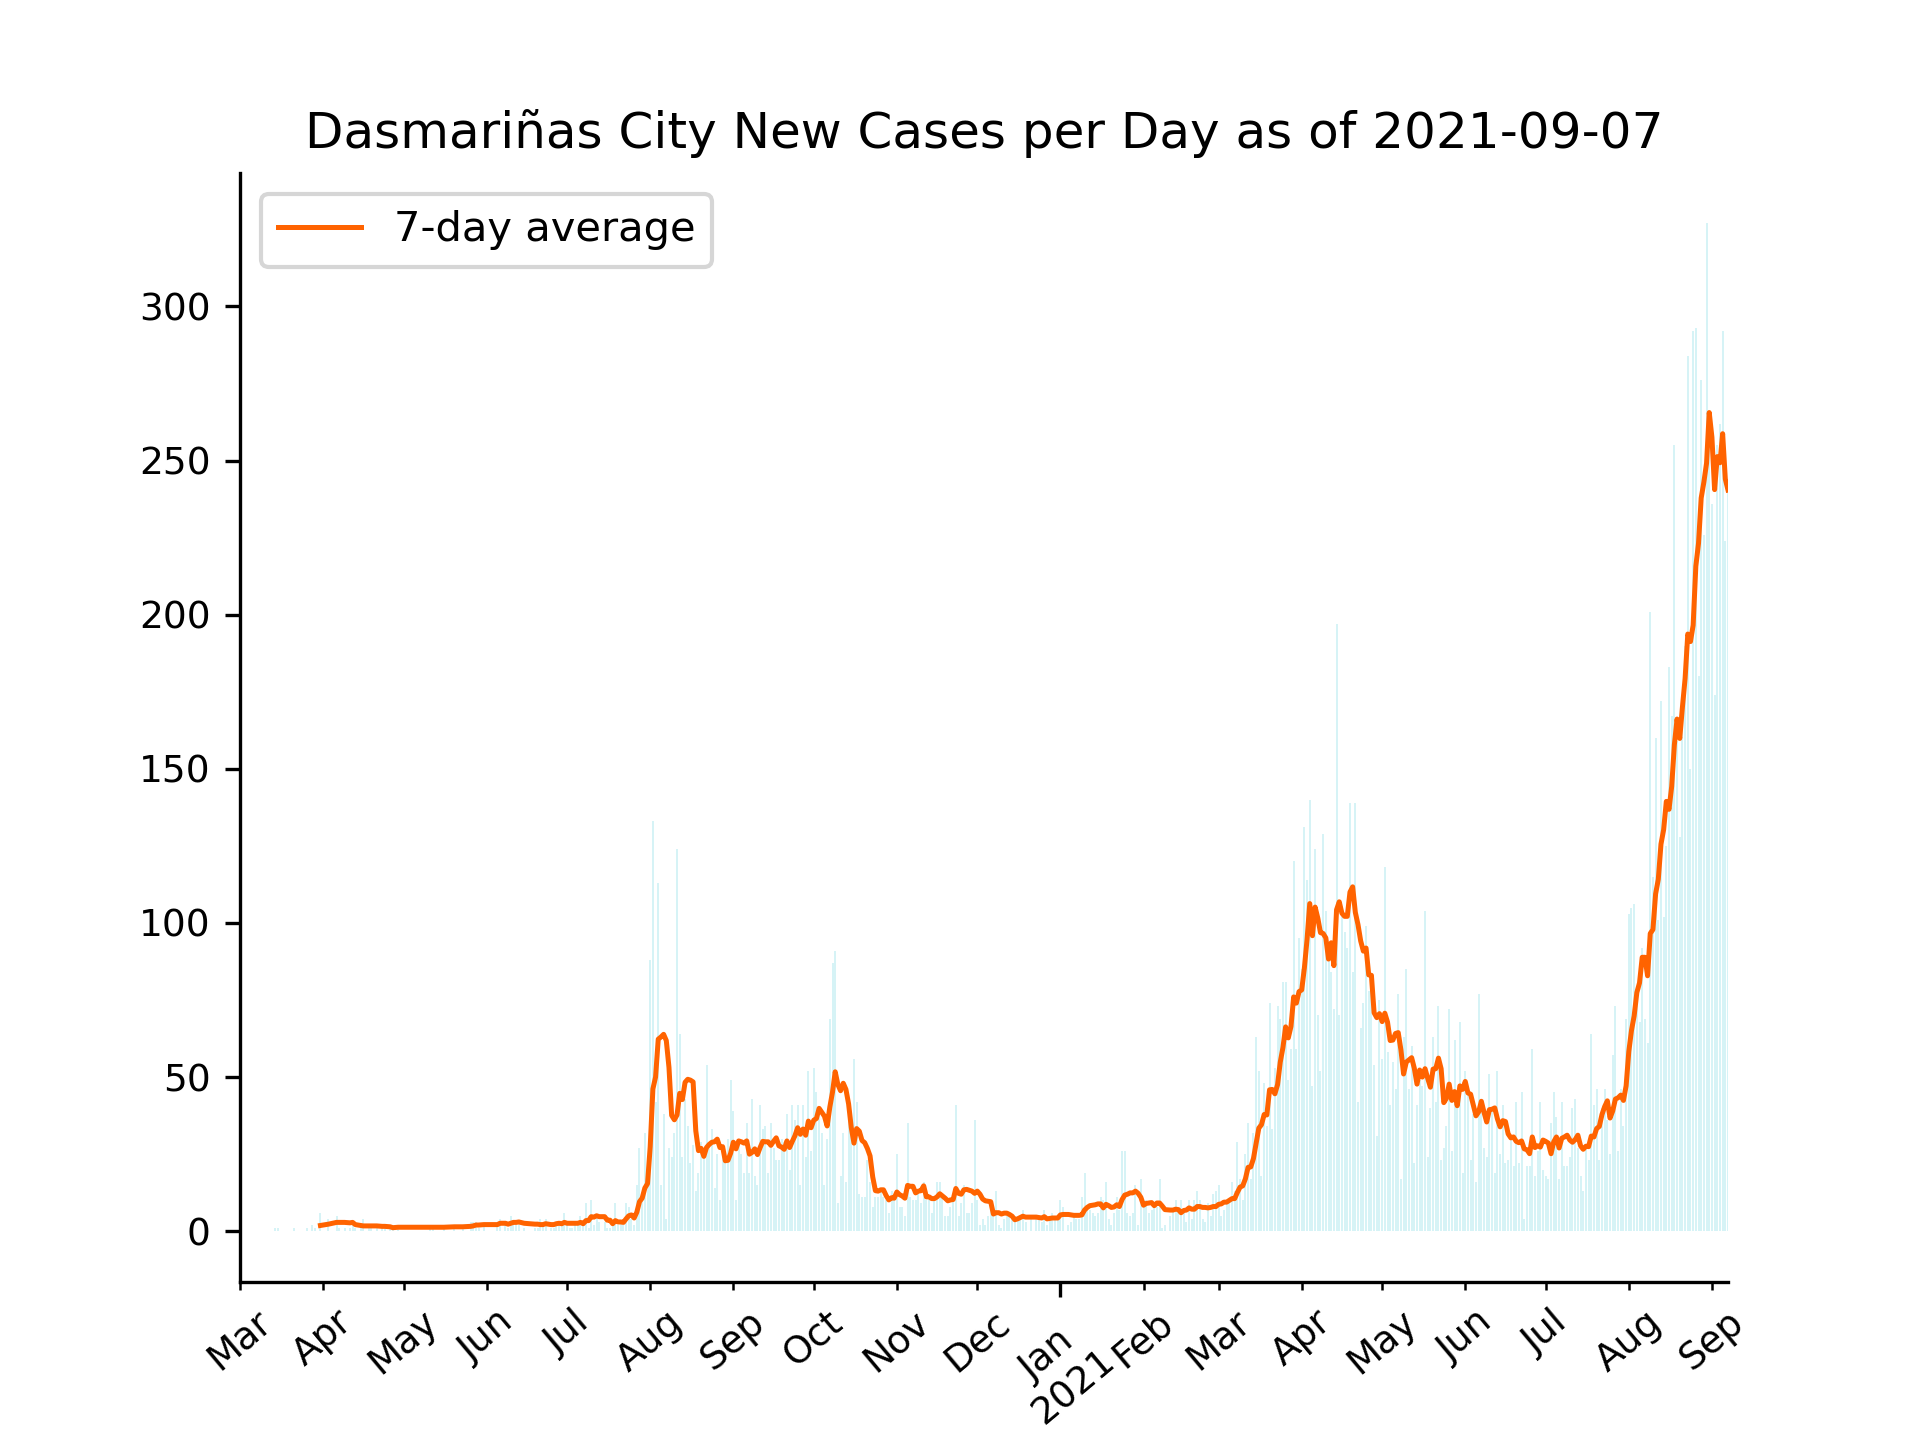 Dasmariñas City New Cases per Day as of 2021-09-07
7-day average
300
250
200
150
100
50
0
Mar
Apr
May
Jun
Jul
Aug
Sep
Oct
Nov
Dec
Jan
2021
Feb
Mar
Apr
May
Jun
Jul
Aug
Sep